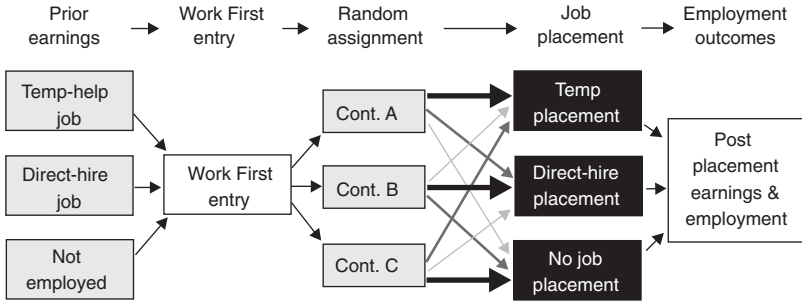 Prior
earnings
Work First
entry
Random
assignment
Job
placement
Employment
outcomes
Temp-help
job
Direct-hire
job
Not
employed
Work First
entry
Cont. A
Cont. B
Cont. C
Temp
placement
Direct-hire
placement
No job
placement
Post
placement
earnings &
employment